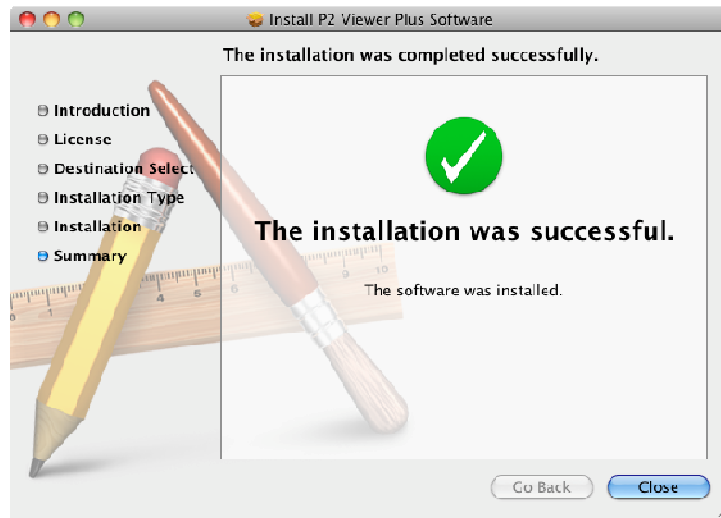 Install P2 Viewer Plus Software
The installation was completed successfully.
Introduction
License
Destination Select
Installation Type
Installation
Summary
The installation was successful.
The software was installed.
Go Back
Close